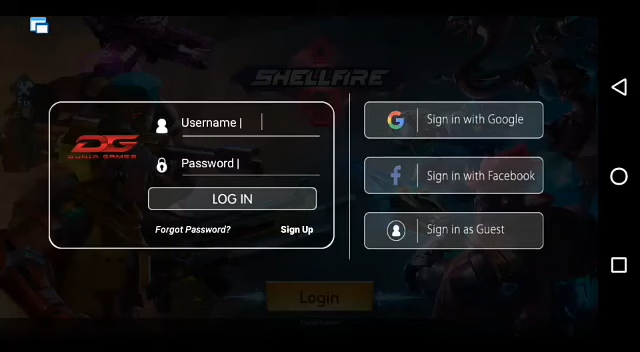 SHELLFIRE
DG
DUNIA GAMES
Username |
Password |
LOG IN
Forgot Password?
Sign Up
Sign in with Google
Sign in with Facebook
Sign in as Guest
Login